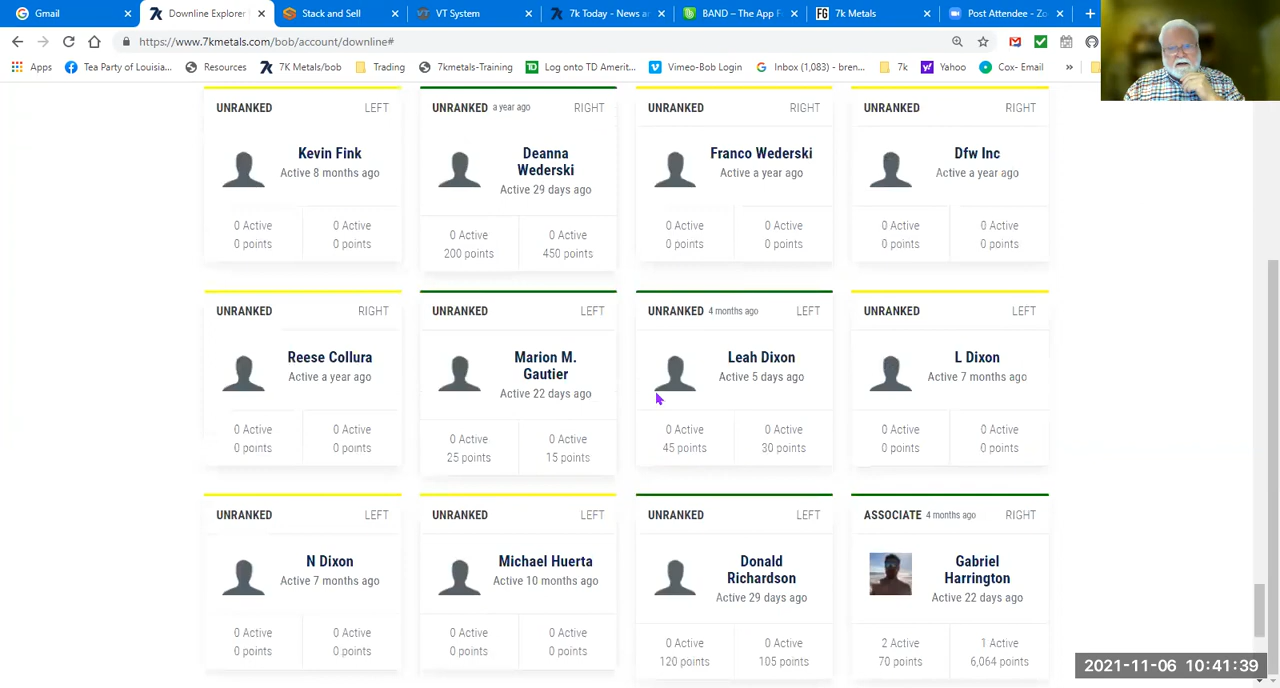 Gmail
Downline Explorer
Stack and Sell
VT System
7k Today - News ar
BAND – The App F
7k Metals
Post Attendee - Zo
https://www.7kmetals.com/bob/account/downline#
Apps
Tea Party of Louisia...
Resources
7K Metals/bob
Trading
7kmetals-Training
Log onto TD Amerit...
Vimeo-Bob Login
Inbox (1,083) - bren...
7k
Yahoo
Cox- Email
»
UNRANKED LEFT
Kevin Fink
Active 8 months ago
0 Active 0 Active
0 points 0 points
UNRANKED a year ago RIGHT
Deanna
Wederski
Active 29 days ago
0 Active 0 Active
200 points 450 points
UNRANKED RIGHT
Franco Wederski
Active a year ago
0 Active 0 Active
0 points 0 points
UNRANKED RIGHT
Dfw Inc
Active a year ago
0 Active 0 Active
0 points 0 points
UNRANKED RIGHT
Reese Collura
Active a year ago
0 Active 0 Active
0 points 0 points
UNRANKED LEFT
Marion M.
Gautier
Active 22 days ago
0 Active 0 Active
25 points 15 points
UNRANKED 4 months ago LEFT
Leah Dixon
Active 5 days ago
0 Active 0 Active
45 points 30 points
UNRANKED LEFT
L Dixon
Active 7 months ago
0 Active 0 Active
0 points 0 points
UNRANKED LEFT
N Dixon
Active 7 months ago
0 Active 0 Active
0 points 0 points
UNRANKED LEFT
Michael Huerta
Active 10 months ago
0 Active 0 Active
0 points 0 points
UNRANKED LEFT
Donald
Richardson
Active 29 days ago
0 Active 0 Active
120 points 105 points
ASSOCIATE 4 months ago RIGHT
Gabriel
Harrington
Active 22 days ago
2 Active 1 Active
70 points 6,064 points
2021-11-06 10:41:39